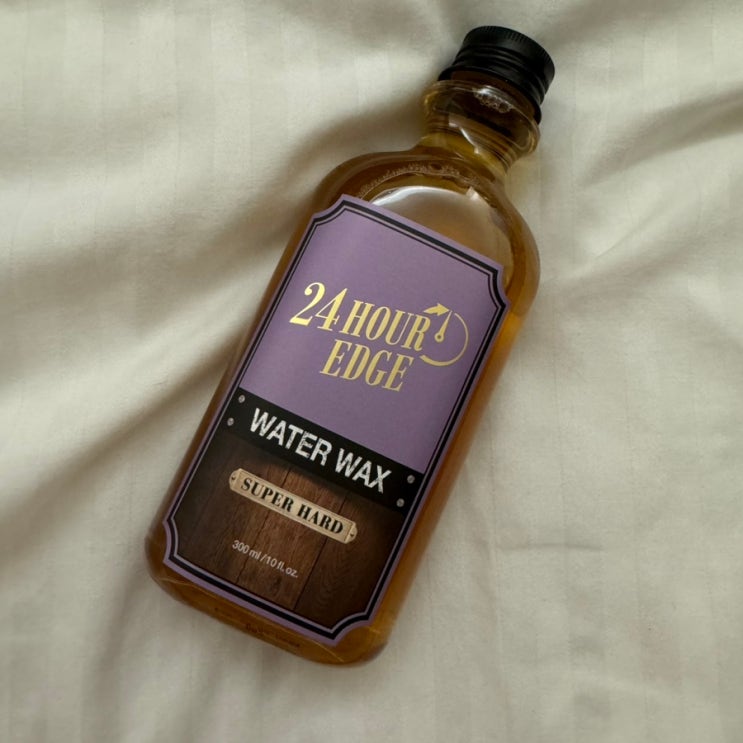 24 HOUR
EDGE
WATER WAX
SUPER HARD
300 ml / 10 fl. oz.